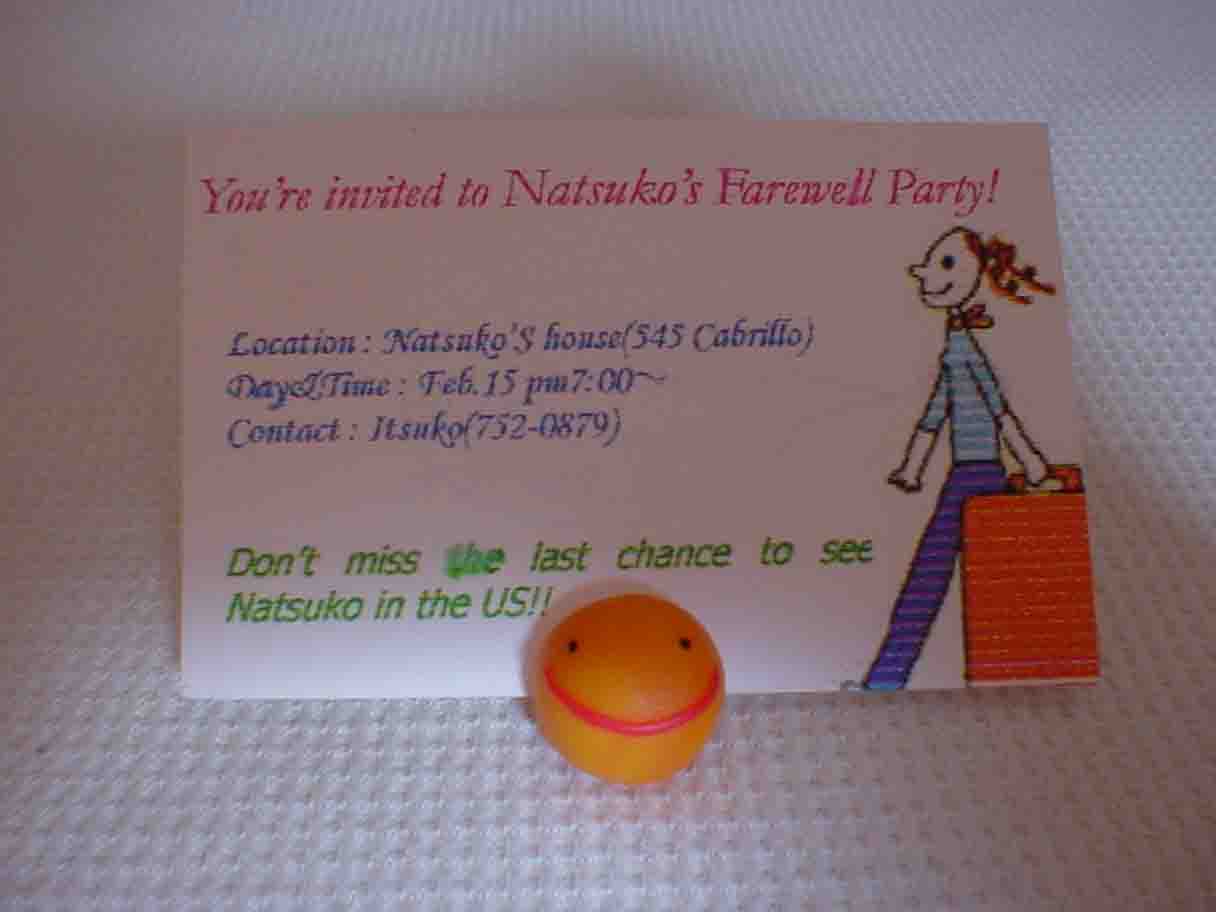 You're invited to Natsuko's Farewell Party!
Location : Natsuko'S house(545 Cabrillo)
Day&Time : Feb.15 pm7:00~
Contact : Itsuko(752-0879)
Don't miss the last chance to see
Natsuko in the US!!